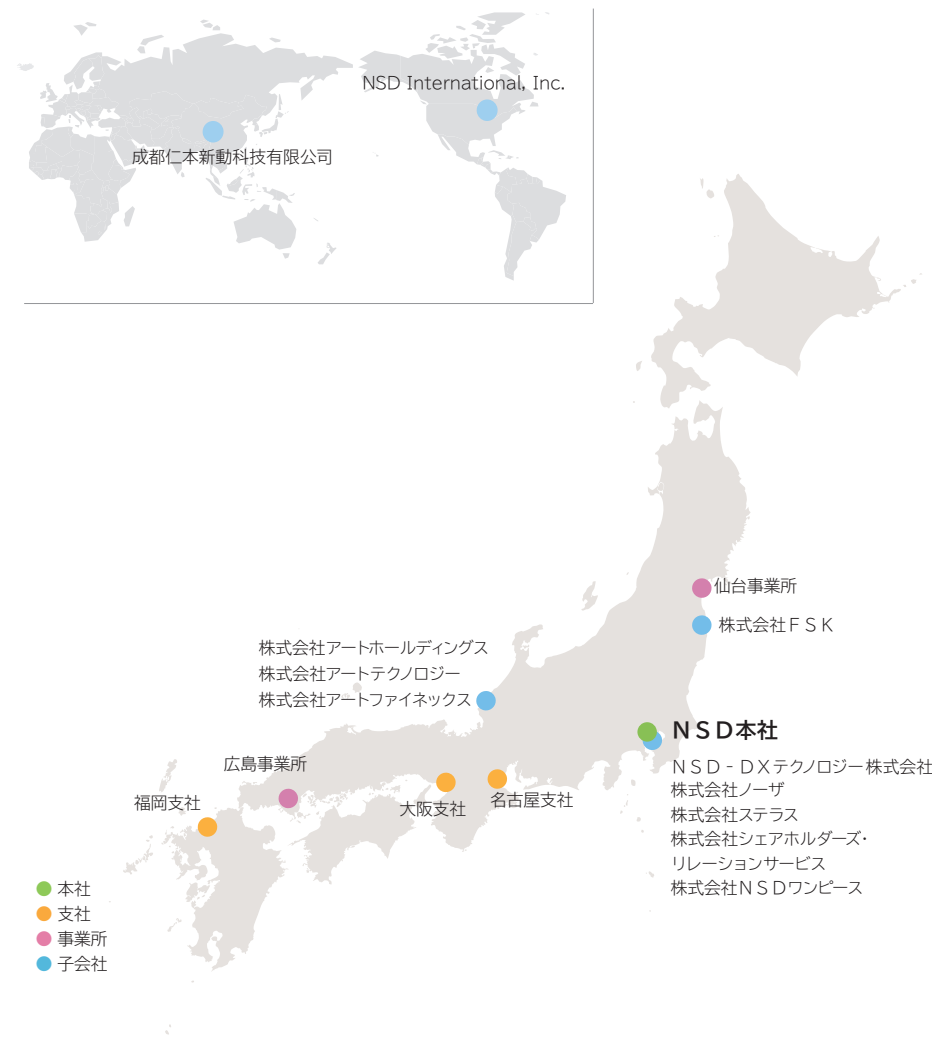 NSD International, Inc.
成都仁本新動科技有限公司
仙台事業所
株式会社ＦＳＫ
株式会社アートホールディングス
株式会社アートテクノロジー
株式会社アートファイネックス
ＮＳＤ本社
ＮＳＤ‐ＤＸテクノロジー株式会社
株式会社ノーザ
株式会社ステラス
株式会社シェアホルダーズ・
リレーションサービス
株式会社ＮＳＤワンピース
広島事業所
福岡支社
大阪支社
名古屋支社
本社
支社
事業所
子会社